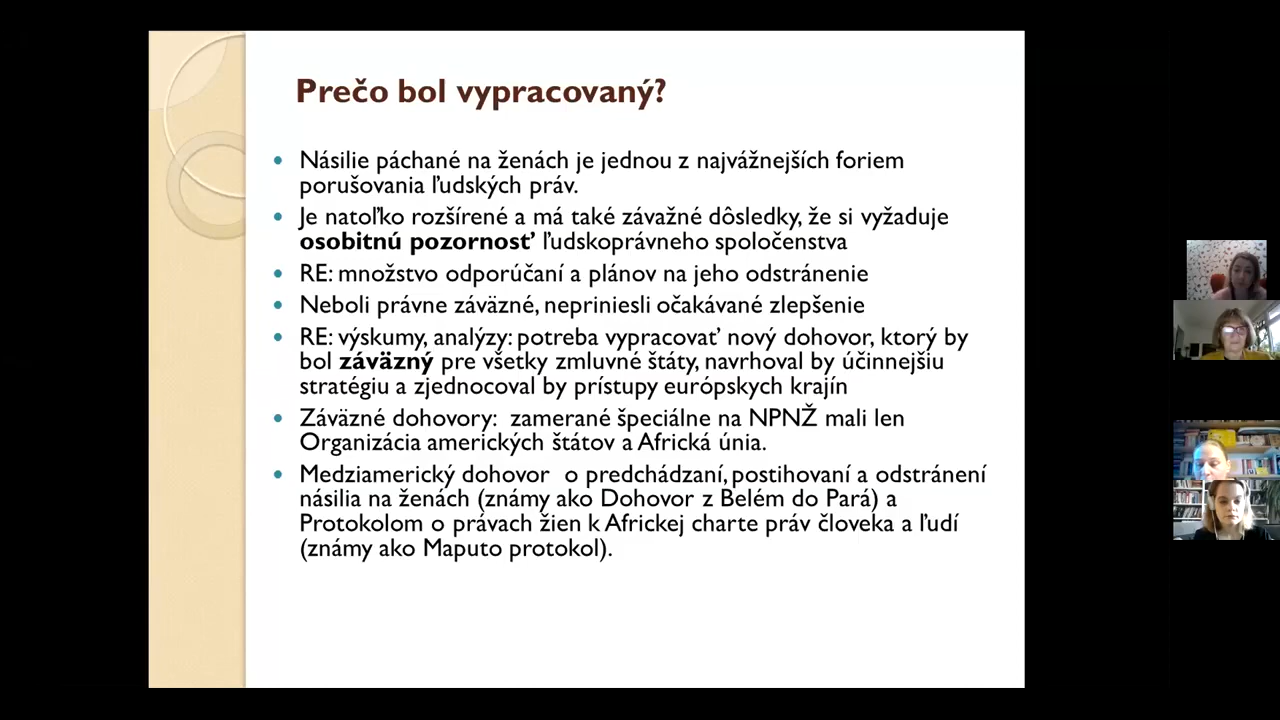 Prečo bol vypracovaný?
Násilie páchané na ženách je jednou z najvážnejších foriem
porušovania ľudských práv.
Je natoľko rozšírené a má také závažné dôsledky, že si vyžaduje
osobitnú pozornosť ľudskoprávneho spoločenstva
RE: množstvo odporúčaní a plánov na jeho odstránenie
Neboli právne záväzné, nepriniesli očakávané zlepšenie
RE: výskumy, analýzy: potreba vypracovať nový dohovor, ktorý by
bol záväzný pre všetky zmluvné štáty, navrhoval by účinnejšiu
stratégiu a zjednocoval by prístupy európskych krajín
Záväzné dohovory:  zamerané špeciálne na NPNŽ mali len
Organizácia amerických štátov a Africká únia.
Medziamerický dohovor  o predchádzaní, postihovaní a odstránení
násilia na ženách (známy ako Dohovor z Belém do Pará) a
Protokolom o právach žien k Africkej charte práv človeka a ľudí
(známy ako Maputo protokol).